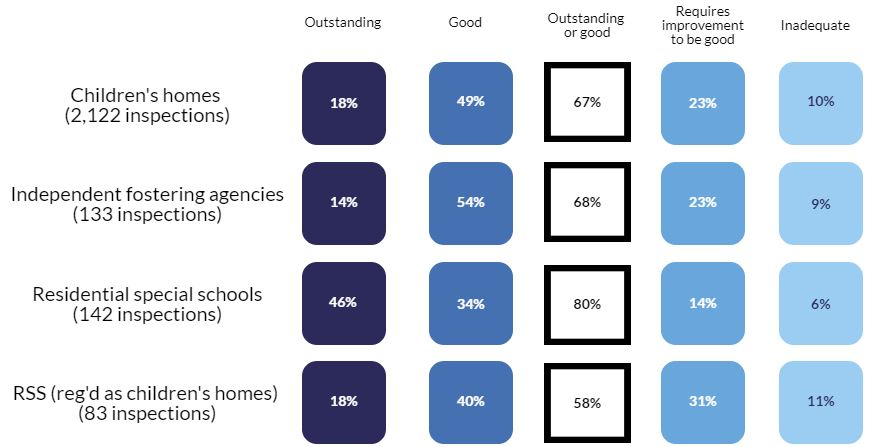 Outstanding
Good
Outstanding
or good
Requires
improvement
to be good
Inadequate
Children's homes
(2,122 inspections)
18%
49%
67%
23%
10%
Independent fostering agencies
(133 inspections)
14%
54%
68%
23%
9%
Residential special schools
(142 inspections)
46%
34%
80%
14%
6%
RSS (reg'd as children's homes)
(83 inspections)
18%
40%
58%
31%
11%